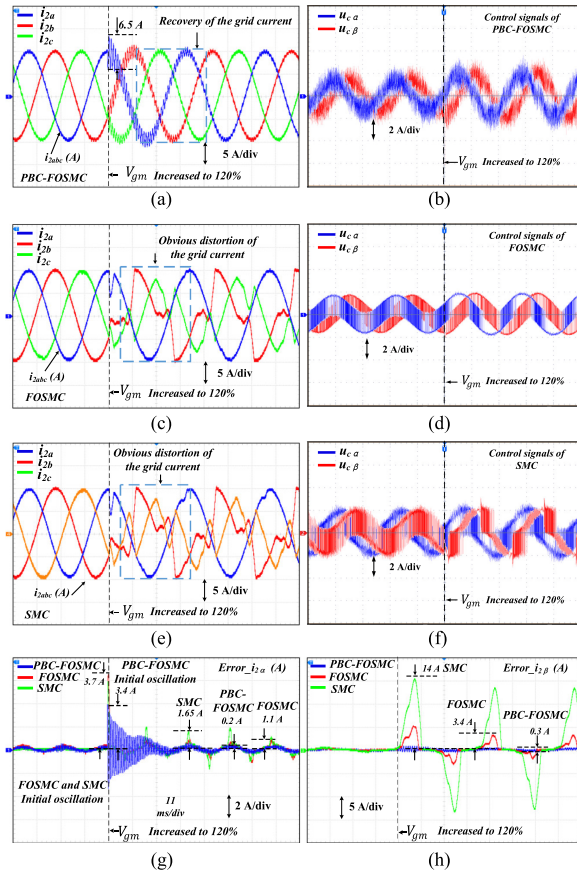 i2a
i2b
i2c
6.5 A
Recovery of the grid current
i2abc (A)
5 A/div
PBC-FOSMC
Vgm Increased to 120%
(a)
uc α
uc β
Control signals of
PBC-FOSMC
2 A/div
Vgm Increased to 120%
(b)
i2a
i2b
i2c
Obvious distortion of
the grid current
i2abc (A)
5 A/div
FOSMC
Vgm Increased to 120%
(c)
uc α
uc β
Control signals of
FOSMC
2 A/div
Vgm Increased to 120%
(d)
i2a
i2b
i2c
Obvious distortion of
the grid current
i2abc (A)
5 A/div
SMC
Vgm Increased to 120%
(e)
uc α
uc β
Control signals of
SMC
2 A/div
Vgm Increased to 120%
(f)
PBC-FOSMC
FOSMC
SMC
3.7 A
3.4 A
PBC-FOSMC
Initial oscillation
Error_i2α (A)
SMC
1.65 A
PBC-
FOSMC
0.2 A
FOSMC
1.1 A
FOSMC and SMC
Initial oscillation
11
ms/div
2 A/div
Vgm Increased to 120%
(g)
PBC-FOSMC
FOSMC
SMC
14 A
SMC
Error_i2β (A)
FOSMC
3.4 A
PBC-FOSMC
0.3 A
5 A/div
Vgm Increased to 120%
(h)